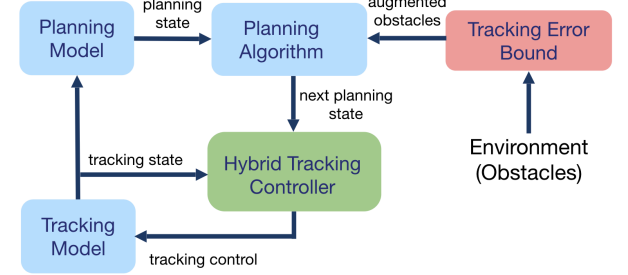 planning
state
augmented
obstacles
Planning
Model
Planning
Algorithm
Tracking Error
Bound
next planning
state
Environment
(Obstacles)
tracking state
Hybrid Tracking
Controller
Tracking
Model
tracking control